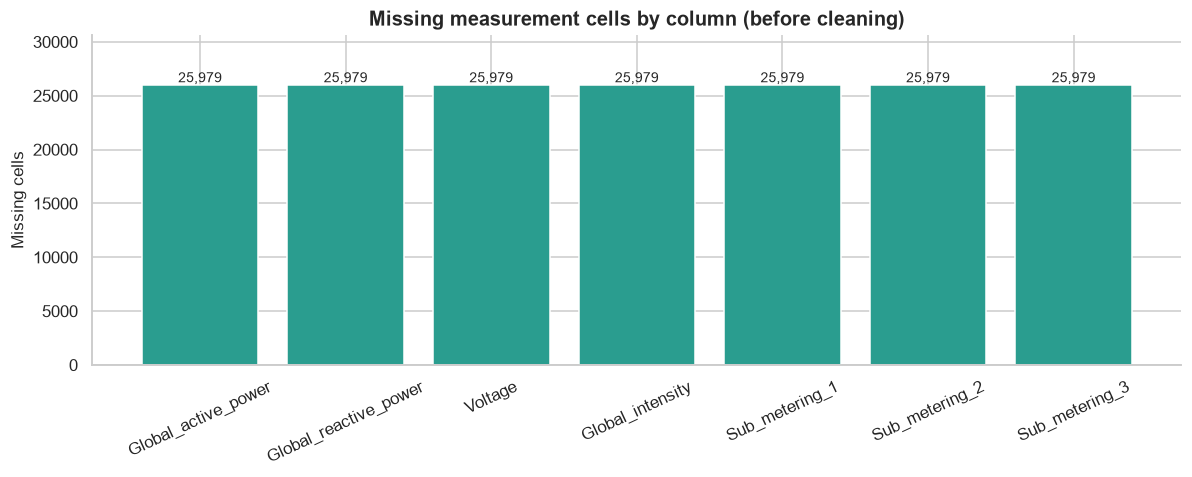 Missing measurement cells by column (before cleaning)
30000
25000
20000
15000
10000
5000
0
Missing cells
25,979 25,979 25,979 25,979 25,979 25,979 25,979
Global_active_power Global_reactive_power Voltage Global_intensity Sub_metering_1 Sub_metering_2 Sub_metering_3